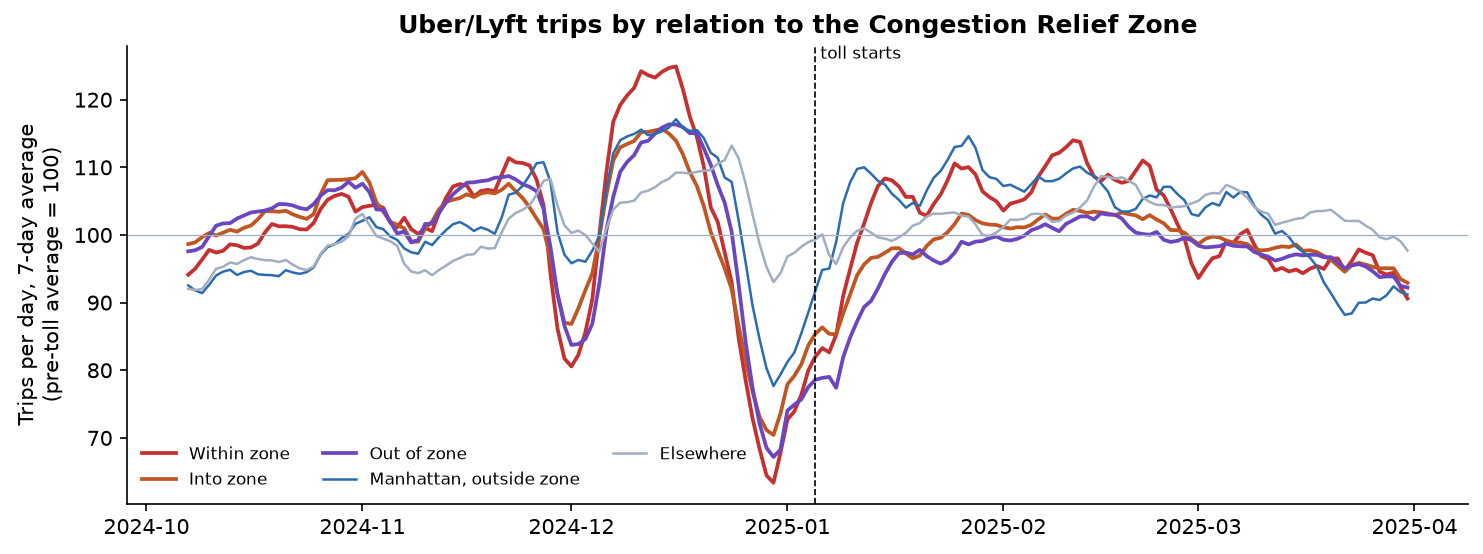 Uber/Lyft trips by relation to the Congestion Relief Zone
toll starts
Trips per day, 7-day average
(pre-toll average = 100)
120
110
100
90
80
70
Within zone
Into zone
Out of zone
Manhattan, outside zone
Elsewhere
2024-10
2024-11
2024-12
2025-01
2025-02
2025-03
2025-04